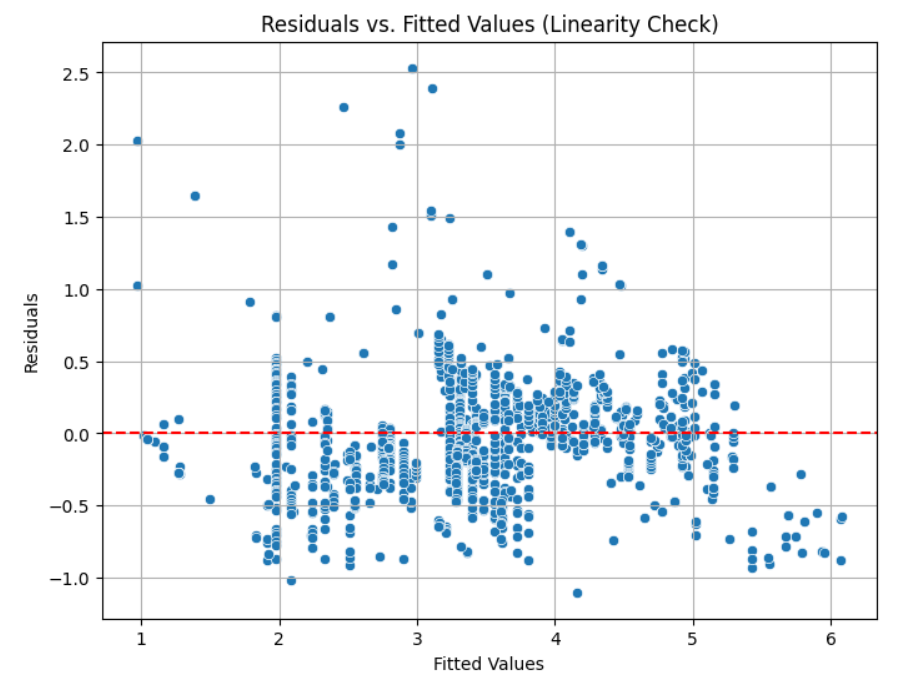 Residuals vs. Fitted Values (Linearity Check)
2.5
2.0
1.5
1.0
0.5
0.0
−0.5
−1.0
Residuals
1 2 3 4 5 6
Fitted Values